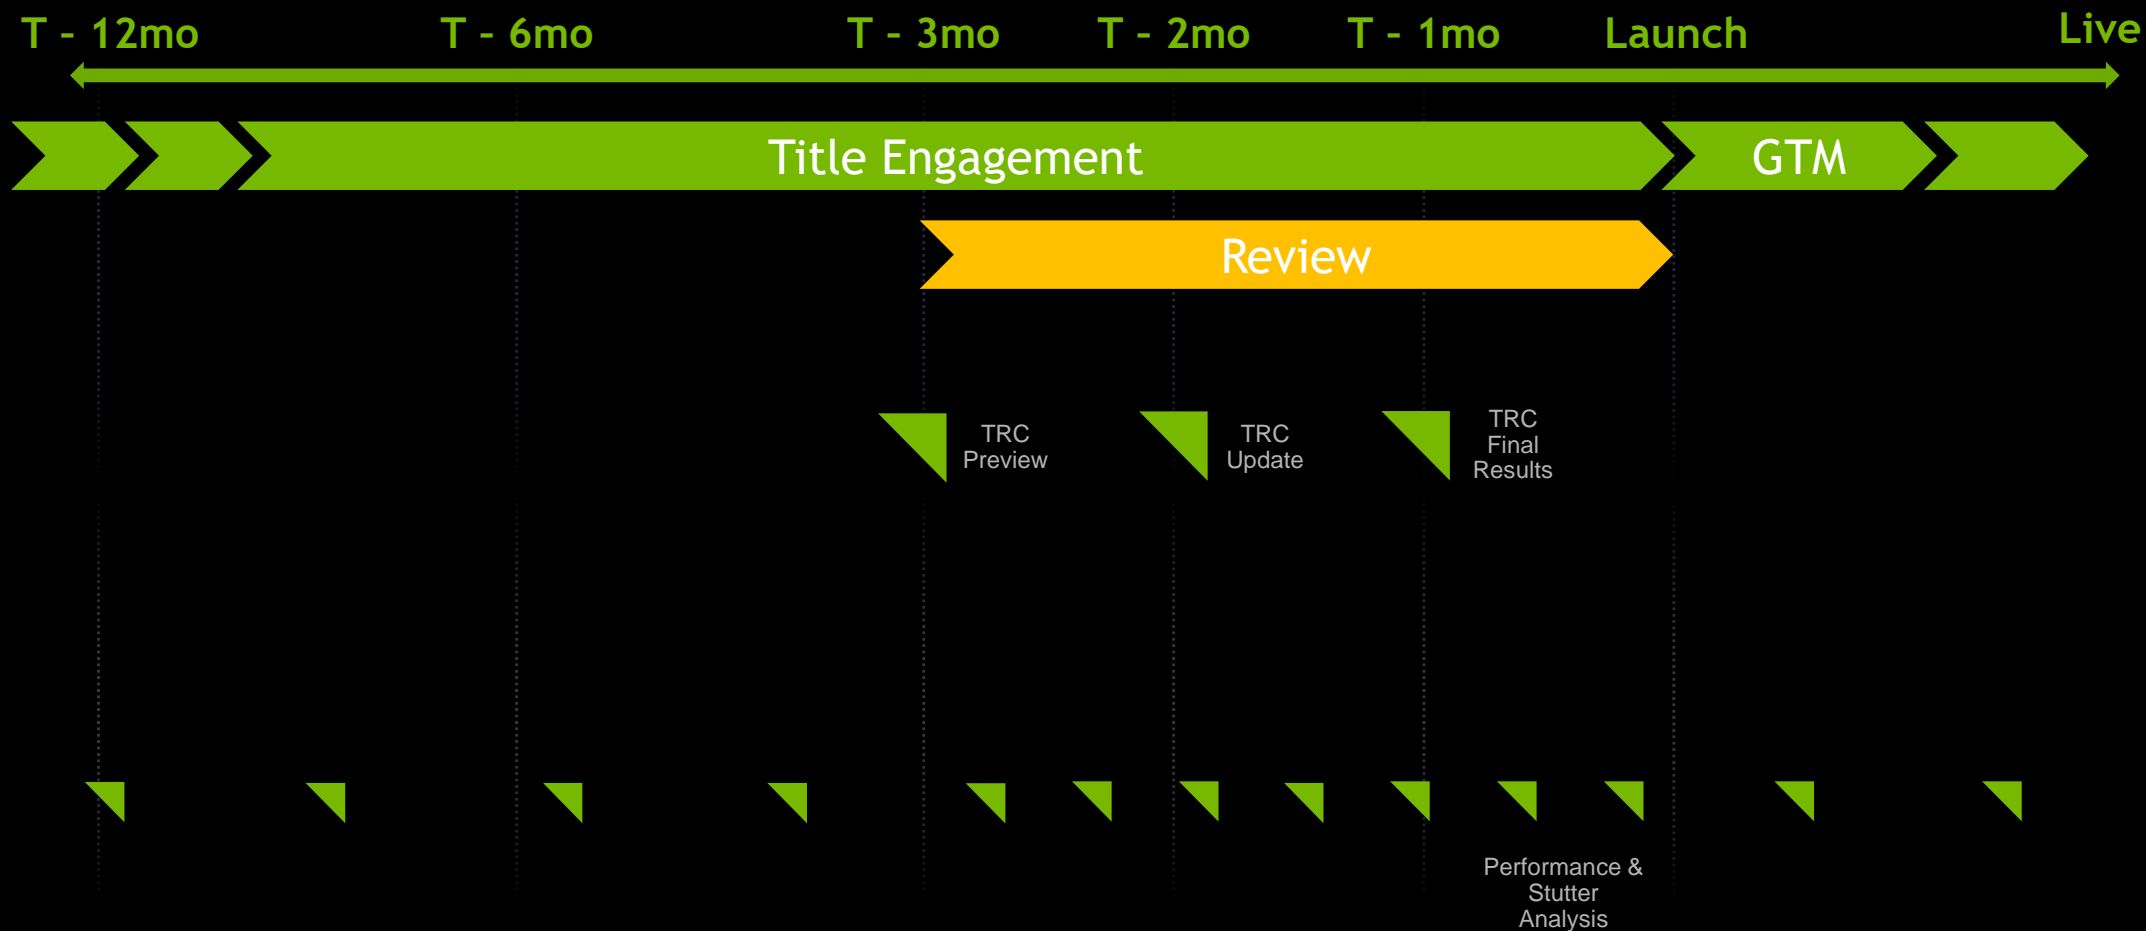 T - 12mo
T - 6mo
T - 3mo
T - 2mo
T - 1mo
Launch
Live
Title Engagement
GTM
Review
TRC
Preview
TRC
Update
TRC
Final
Results
Performance &
Stutter
Analysis